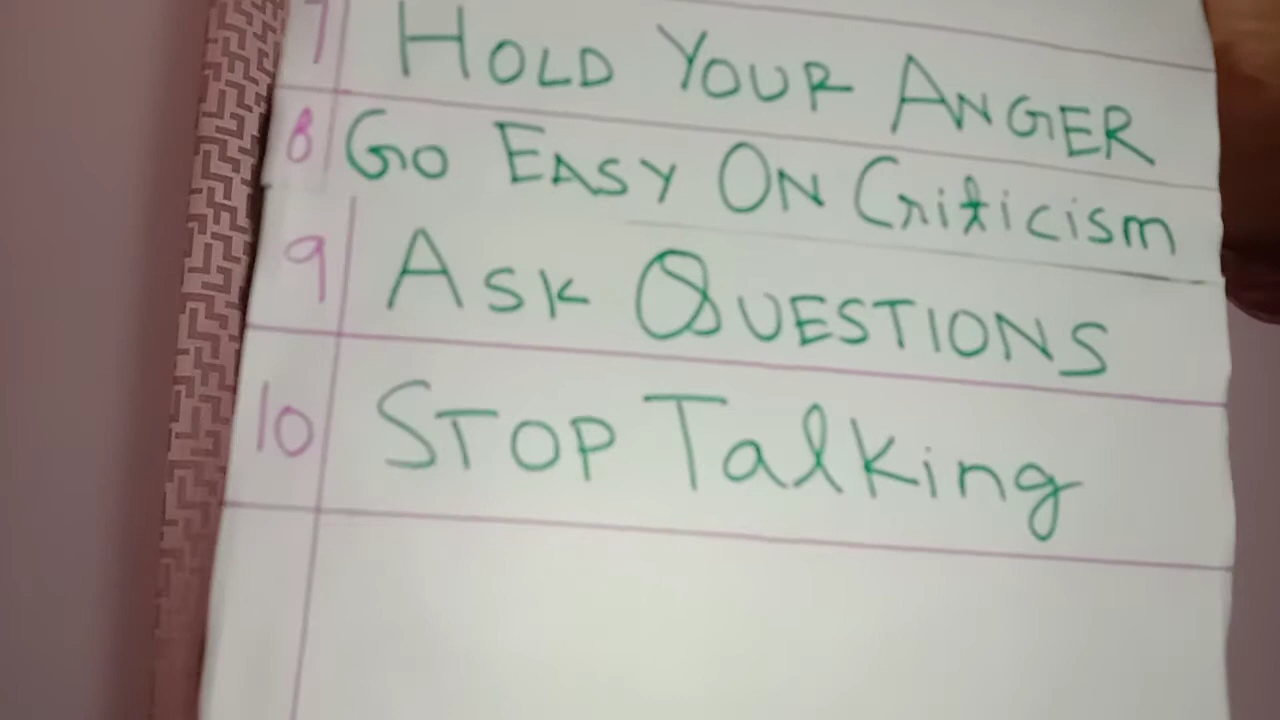 7 HOLD YOUR ANGER
8 GO EASY ON Criticism
9 ASK QUESTIONS
10 STOP Talking